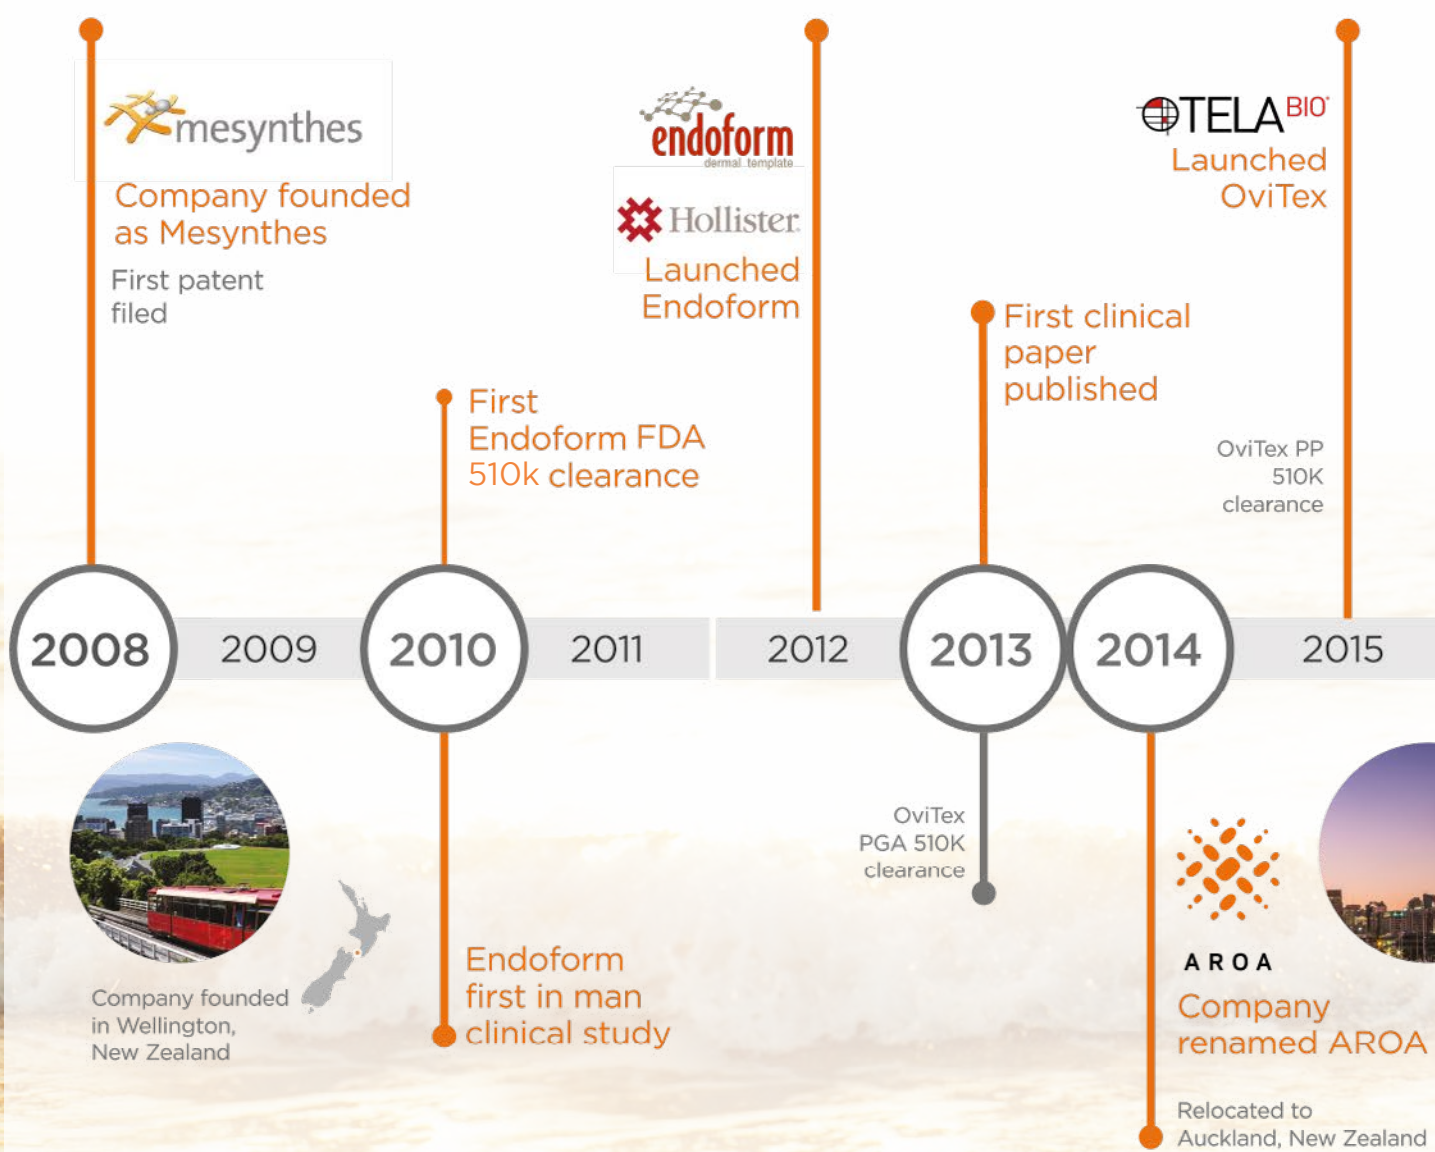 mesynthes
Company founded
as Mesynthes
First patent
filed
First
Endoform FDA
510k clearance
endoform
dermal template
Hollister
Launched
Endoform
First clinical
paper
published
TELA BIO®
Launched
OviTex
OviTex PP
510K
clearance
2008 2009 2010 2011 2012 2013 2014 2015
Company founded
in Wellington,
New Zealand
Endoform
first in man
clinical study
OviTex
PGA 510K
clearance
AROA
Company
renamed AROA
Relocated to
Auckland, New Zealand